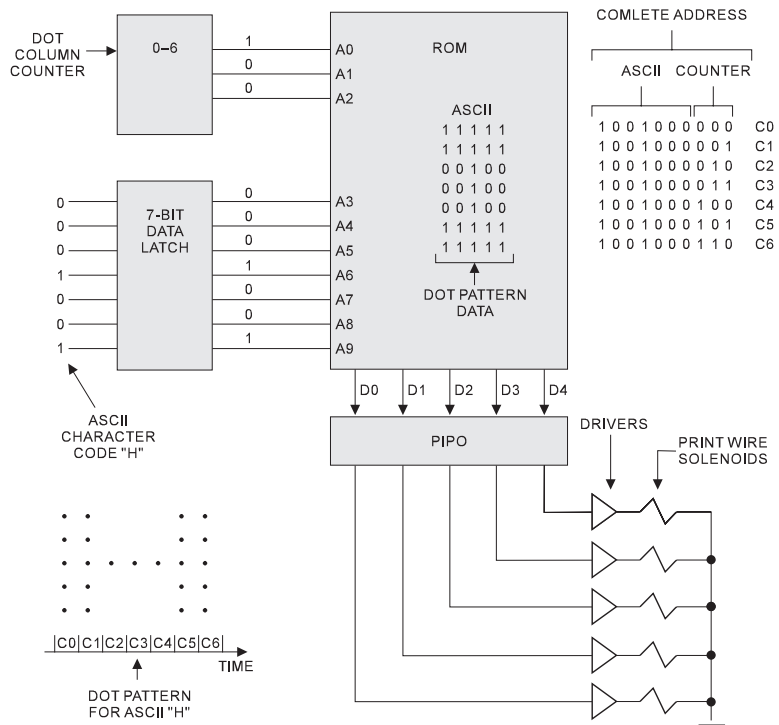 DOT
COLUMN
COUNTER
0–6
1
0
0
A0
A1
A2
ROM
ASCII
1 1 1 1 1
1 1 1 1 1
0 0 1 0 0
0 0 1 0 0
0 0 1 0 0
1 1 1 1 1
1 1 1 1 1
DOT PATTERN
DATA
COMLETE ADDRESS
ASCII COUNTER
1 0 0 1 0 0 0 0 0 0 C0
1 0 0 1 0 0 0 0 0 1 C1
1 0 0 1 0 0 0 0 1 0 C2
1 0 0 1 0 0 0 0 1 1 C3
1 0 0 1 0 0 0 1 0 0 C4
1 0 0 1 0 0 0 1 0 1 C5
1 0 0 1 0 0 0 1 1 0 C6
0
0
0
1
0
0
1
7-BIT
DATA
LATCH
0
0
0
1
0
0
1
A3
A4
A5
A6
A7
A8
A9
ASCII
CHARACTER
CODE "H"
D0 D1 D2 D3 D4
PIPO
DRIVERS
PRINT WIRE
SOLENOIDS
C0 C1 C2 C3 C4 C5 C6
TIME
DOT PATTERN
FOR ASCII "H"